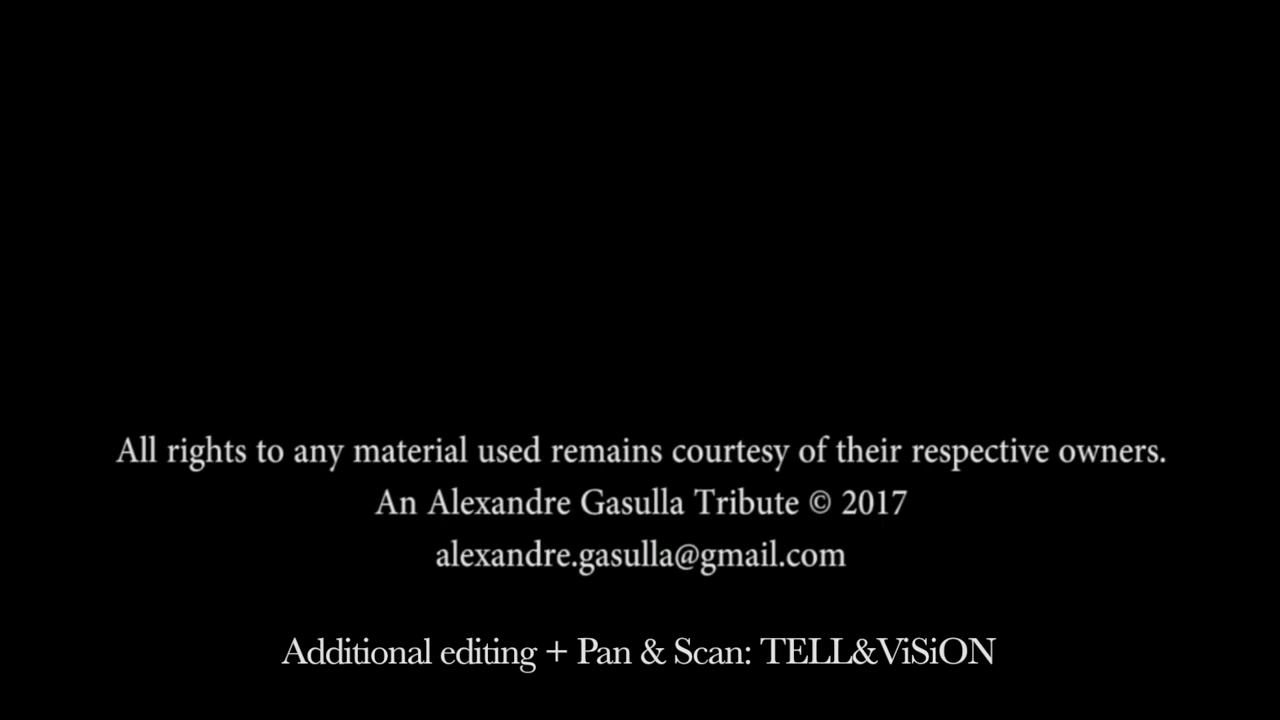 All rights to any material used remains courtesy of their respective owners.
An Alexandre Gasulla Tribute © 2017
alexandre.gasulla@gmail.com
Additional editing + Pan & Scan: TELL&ViSiON